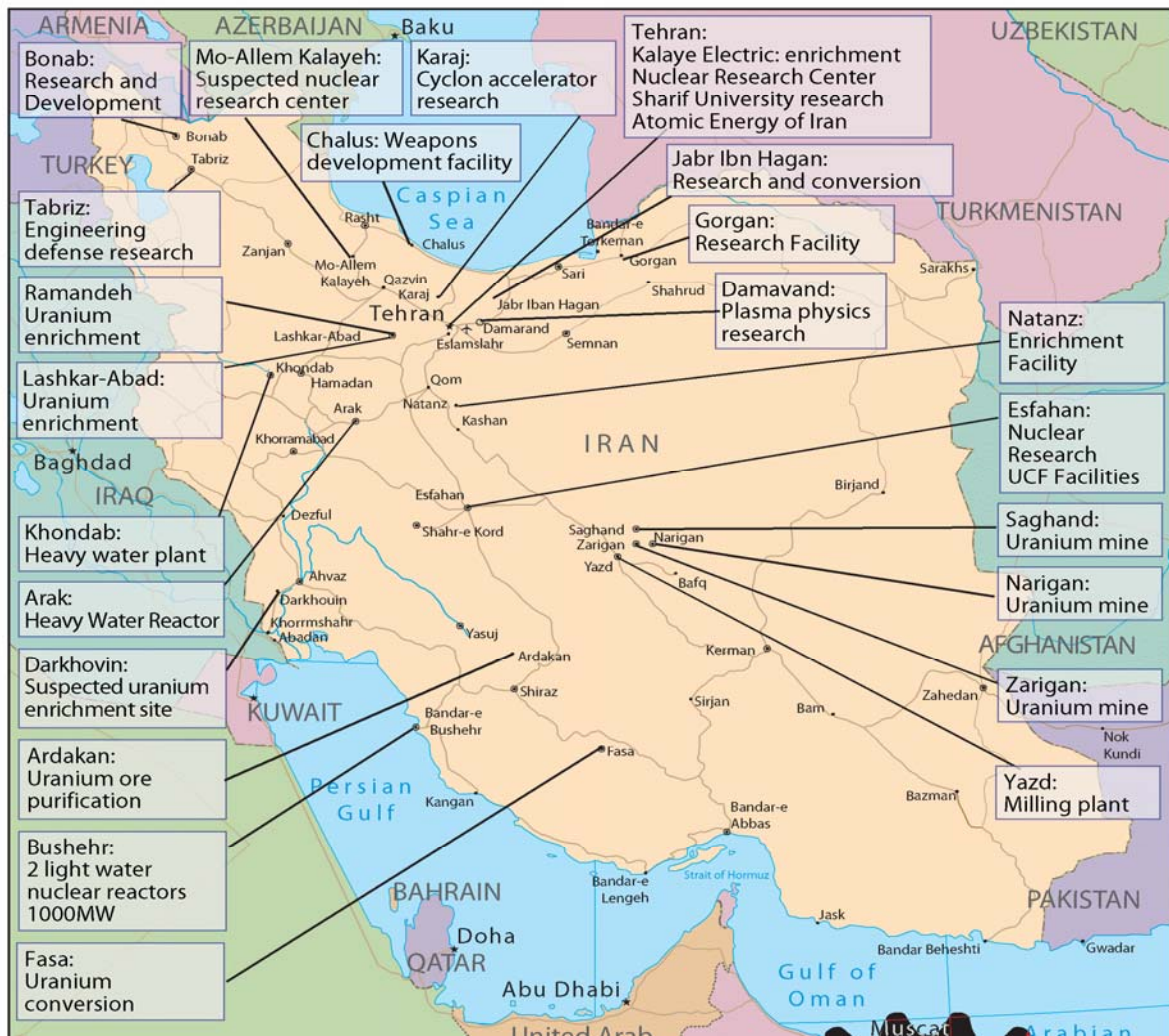 ARMENIA
AZERBAIJAN
Baku
UZBEKISTAN
Bonab:
Research and
Development
Mo-Allem Kalayeh:
Suspected nuclear
research center
Karaj:
Cyclon accelerator
research
Tehran:
Kalaye Electric: enrichment
Nuclear Research Center
Sharif University research
Atomic Energy of Iran
Chalus: Weapons
development facility
Jabr Ibn Hagan:
Research and conversion
Gorgan:
Research Facility
Damavand:
Plasma physics
research
TURKEY
Tabriz:
Engineering
defense research
Ramandeh
Uranium
enrichment
Lashkar-Abad:
Uranium
enrichment
Khondab:
Heavy water plant
Arak:
Heavy Water Reactor
Darkhovin:
Suspected uranium
enrichment site
Ardakan:
Uranium ore
purification
Bushehr:
2 light water
nuclear reactors
1000MW
Fasa:
Uranium
conversion
Natanz:
Enrichment
Facility
Esfahan:
Nuclear
Research
UCF Facilities
Saghand:
Uranium mine
Narigan:
Uranium mine
Zarigan:
Uranium mine
Yazd:
Milling plant
Bonab
Tabriz
Caspian
Sea
TURKMENISTAN
Rasht
Chalus
Zanjan
Mo-Allem
Kalayeh
Qazvin
Karaj
Bandar-e
Torkeman
Gorgan
Sari
Shahrud
Sarakhs
Jabr Iban Hagan
Tehran
Damarand
Eslamslahr
Semnan
Lashkar-Abad
Khondab
Hamadan
Qom
Natanz
Kashan
Arak
Khorramabad
IRAN
Baghdad
IRAQ
Dezful
Esfahan
Shahr-e Kord
Birjand
Saghand
Zarigan
Narigan
Yazd
Bafq
Ahvaz
Darkhouin
Khorrmshahr
Abadan
Yasuj
Ardakan
Shiraz
Kerman
AFGHANISTAN
Sirjan
Zahedan
Bam
Nok
Kundi
KUWAIT
Bandar-e
Bushehr
Fasa
Persian
Gulf
Kangan
Bazman
Bandar-e
Abbas
Strait of Hormuz
Bandar-e
Lengeh
BAHRAIN
PAKISTAN
Jask
Bandar Beheshti
Gwadar
Doha
QATAR
Gulf of
Oman
Abu Dhabi
United Arab
Muscat
Arabian